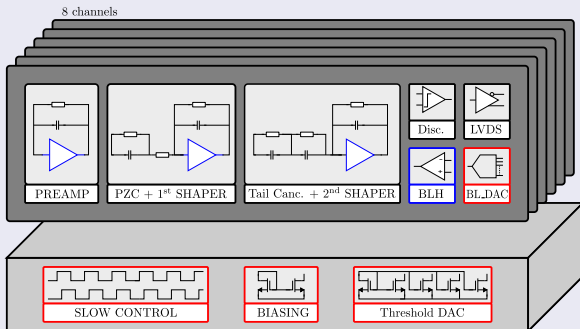 8 channels
Disc.
LVDS
PREAMP
PZC + 1st SHAPER
Tail Canc. + 2nd SHAPER
BLH
BL_DAC
SLOW CONTROL
BIASING
Threshold DAC